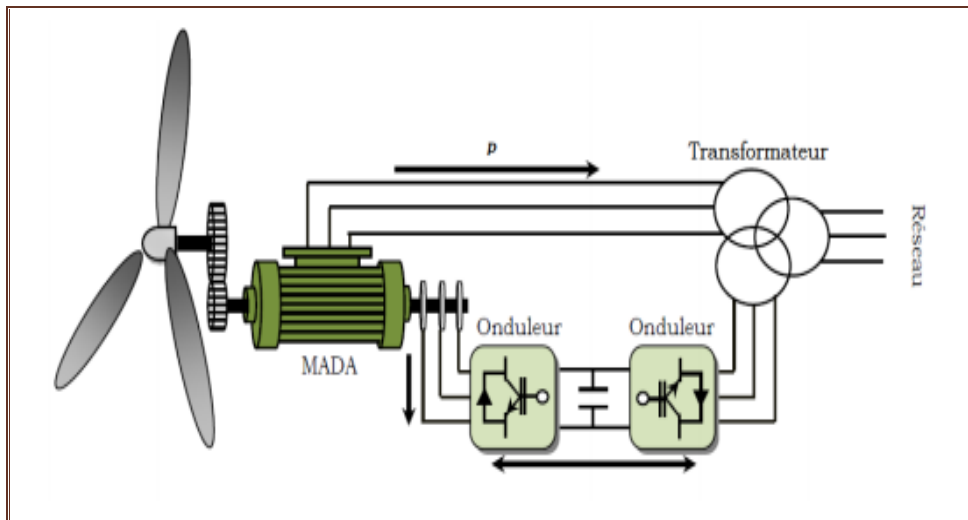 p
Transformateur
Réseau
Onduleur
Onduleur
MADA